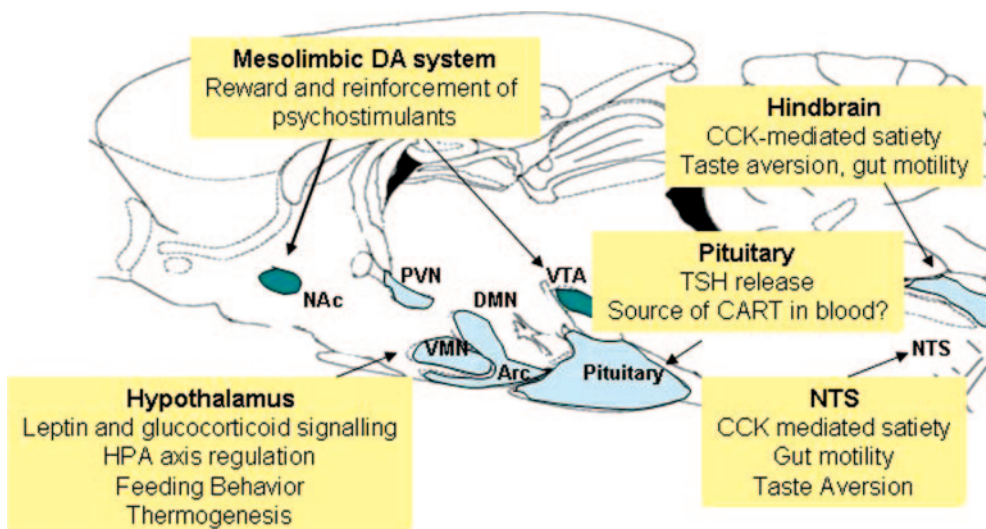 Mesolimbic DA system
Reward and reinforcement of
psychostimulants
Hindbrain
CCK-mediated satiety
Taste aversion, gut motility
Pituitary
TSH release
Source of CART in blood?
NAc
PVN
DMN
VTA
VMN
Arc
Pituitary
NTS
Hypothalamus
Leptin and glucocorticoid signalling
HPA axis regulation
Feeding Behavior
Thermogenesis
NTS
CCK mediated satiety
Gut motility
Taste Aversion